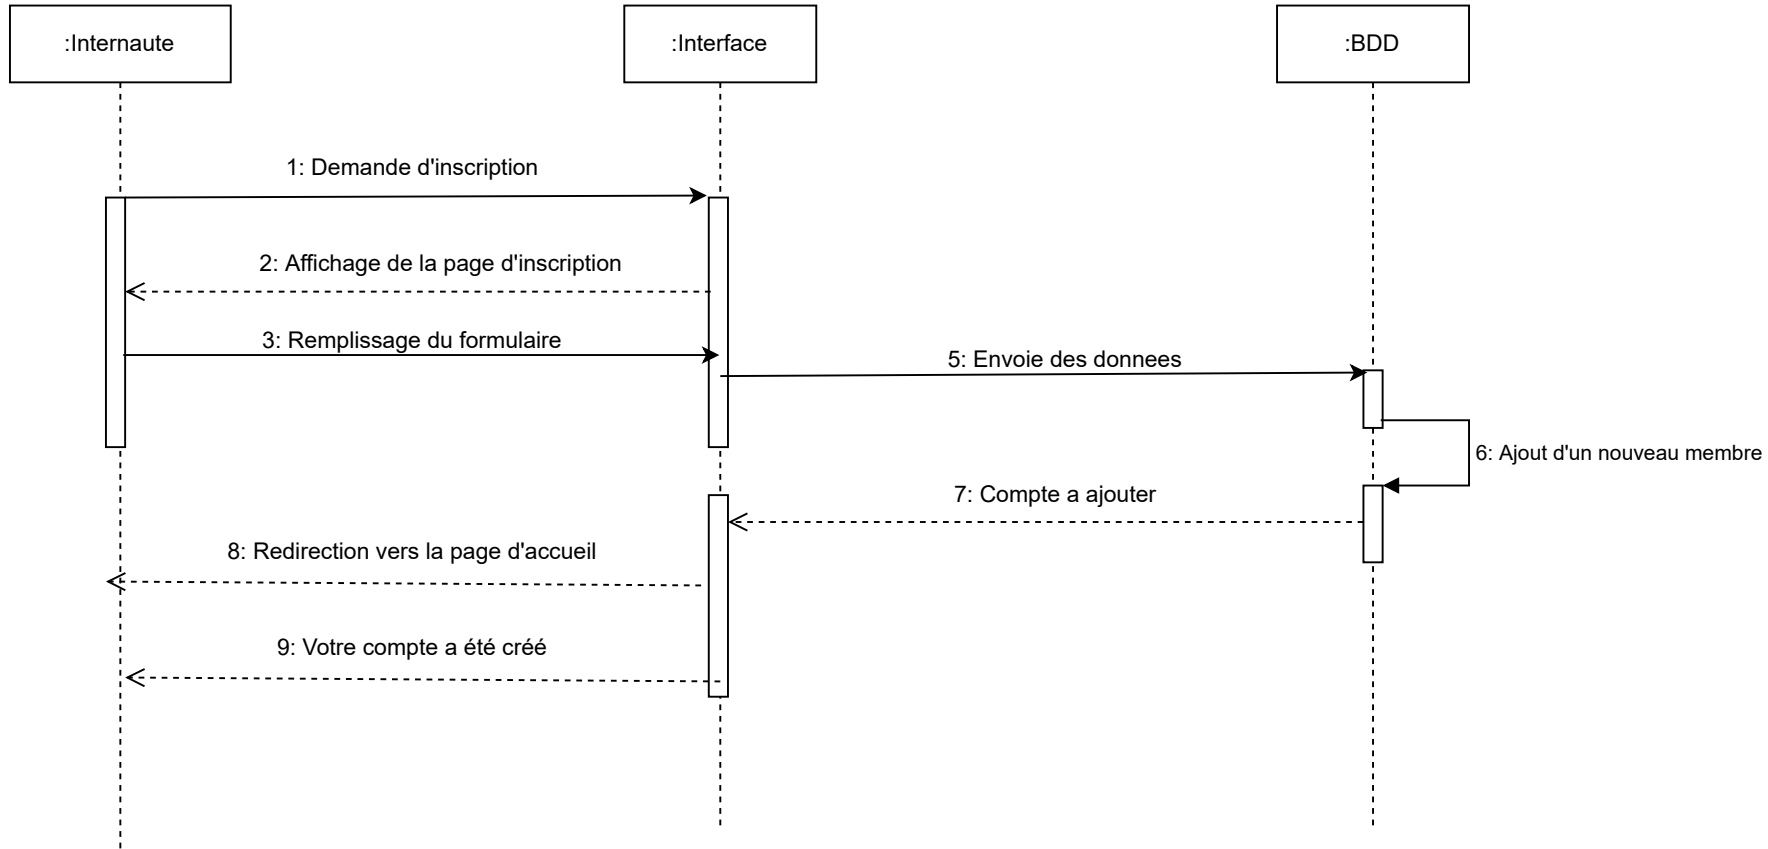 :Internaute
:Interface
:BDD
1: Demande d'inscription
2: Affichage de la page d'inscription
3: Remplissage du formulaire
5: Envoie des donnees
6: Ajout d'un nouveau membre
7: Compte a ajouter
8: Redirection vers la page d'accueil
9: Votre compte a été créé